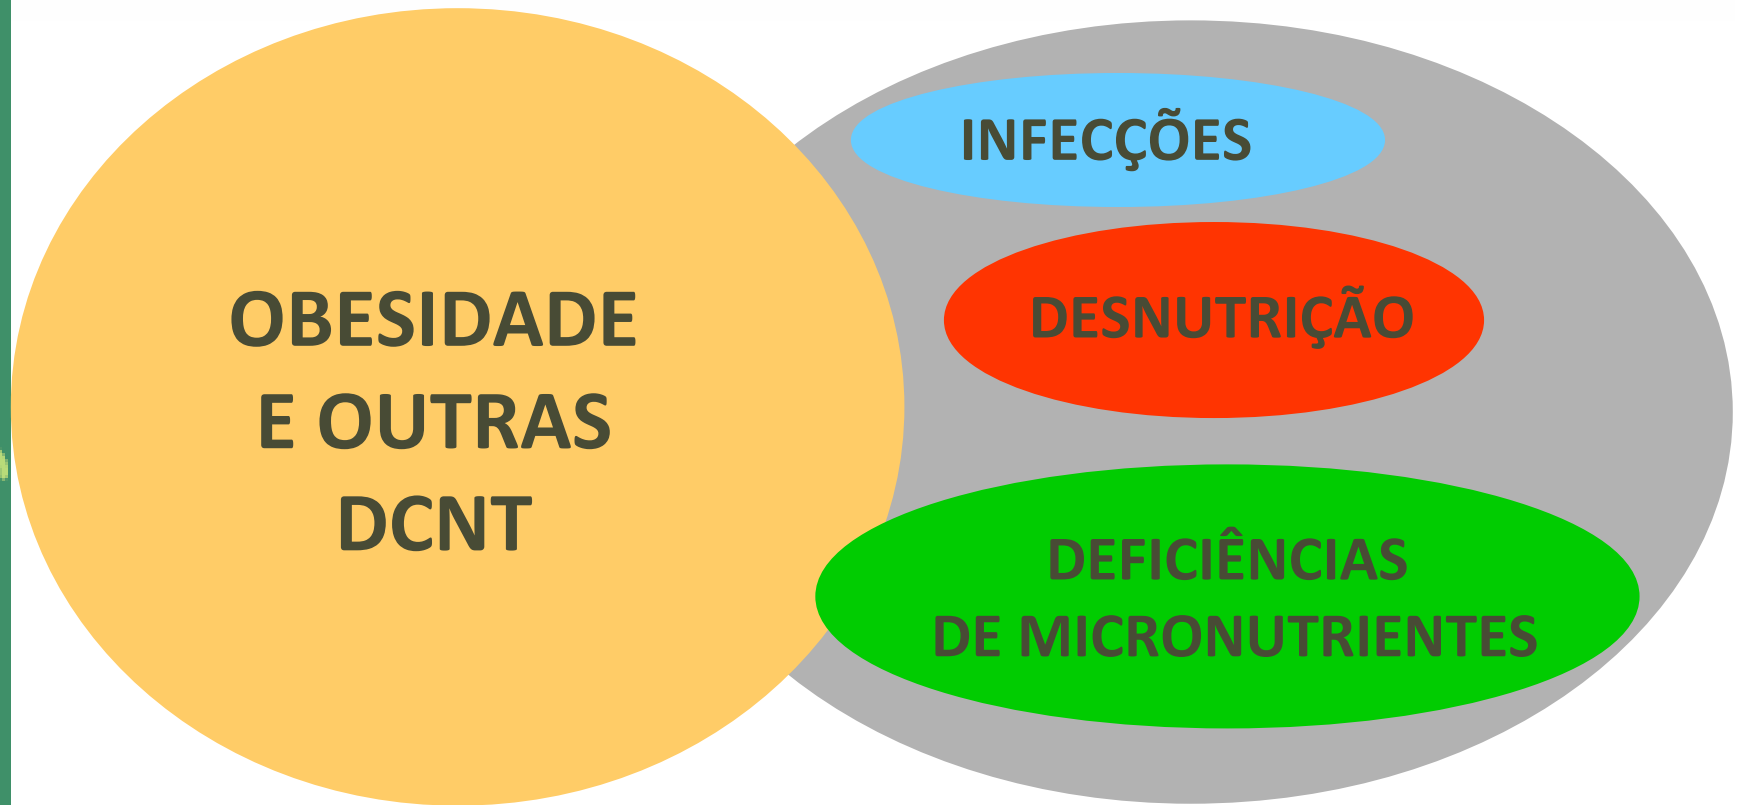 OBESIDADE
E OUTRAS
DCNT
INFECÇÕES
DESNUTRIÇÃO
DEFICIÊNCIAS
DE MICRONUTRIENTES